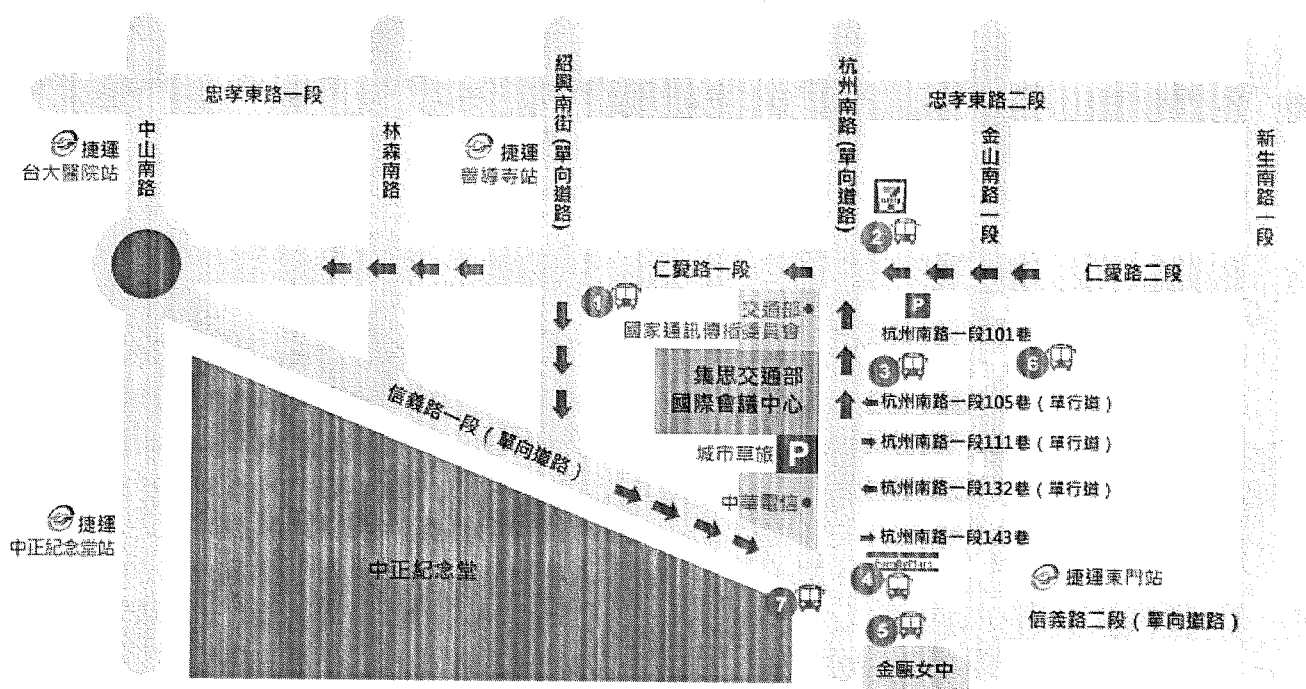 忠孝東路一段
忠孝東路二段
中山南路
林森南路
紹興南街(單向道路)
杭州南路(單向道路)
金山南路一段
新生南路一段
捷運
台大醫院站
捷運
善導寺站
2
仁愛路一段
仁愛路二段
1
交通部
國家通訊傳播委員會
P
杭州南路一段101巷
集思交通部
國際會議中心
3
6
杭州南路一段105巷(單行道)
信義路一段(單向道路)
杭州南路一段111巷(單行道)
城市草旅
P
杭州南路一段132巷(單行道)
中華電信
捷運
中正紀念堂站
杭州南路一段143巷
FamilyMart
中正紀念堂
4
捷運東門站
7
5
信義路二段(單向道路)
金甌女中